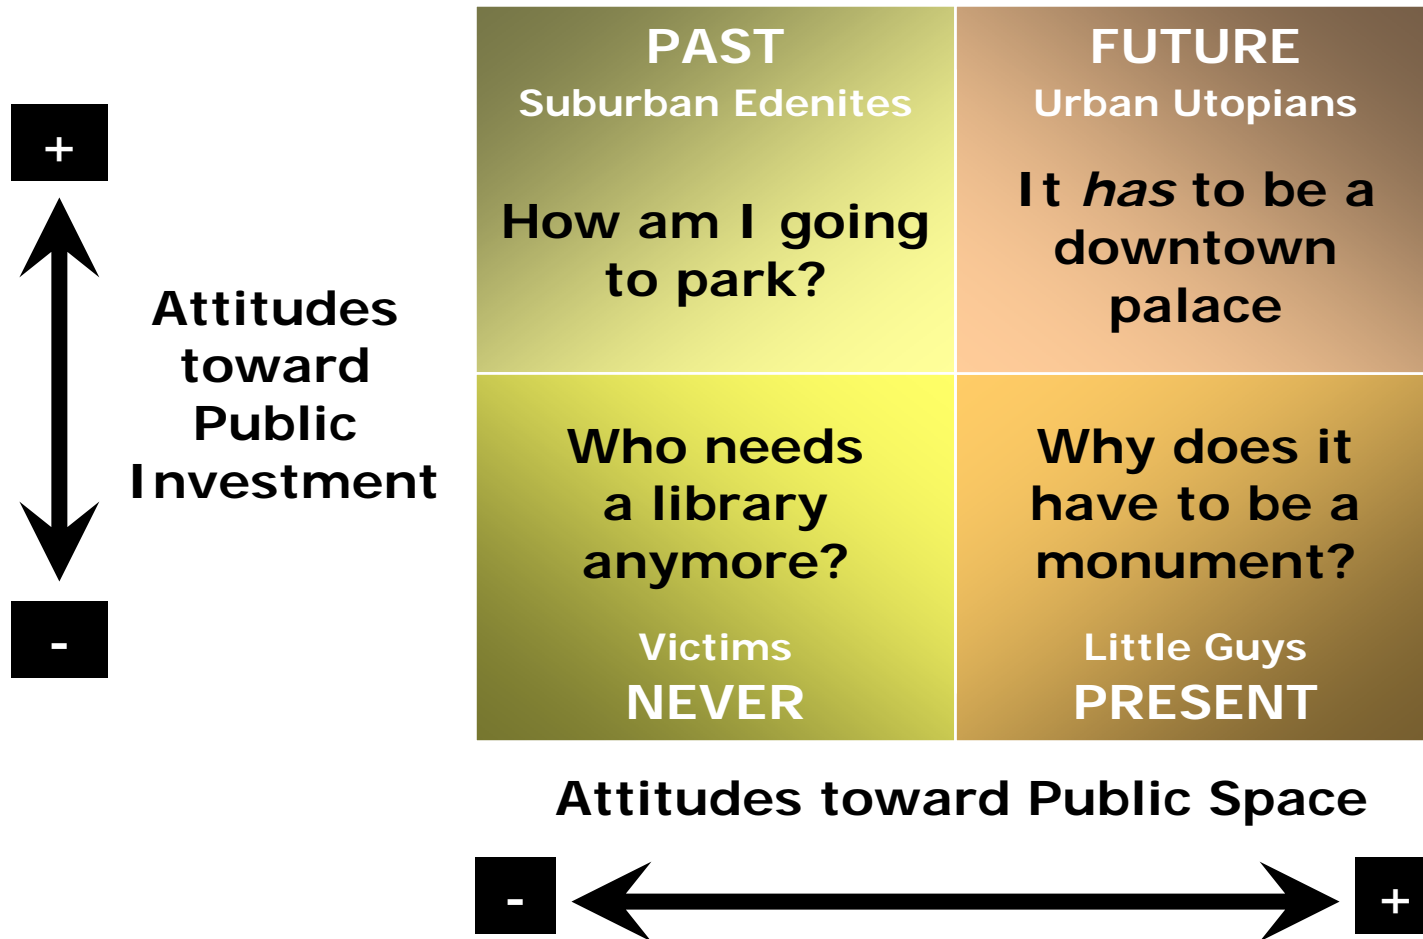 PAST
Suburban Edenites
How am I going
to park?
FUTURE
Urban Utopians
It has to be a
downtown
palace
+
Attitudes
toward
Public
Investment
-
Who needs
a library
anymore?
Victims
NEVER
Why does it
have to be a
monument?
Little Guys
PRESENT
Attitudes toward Public Space
-
+